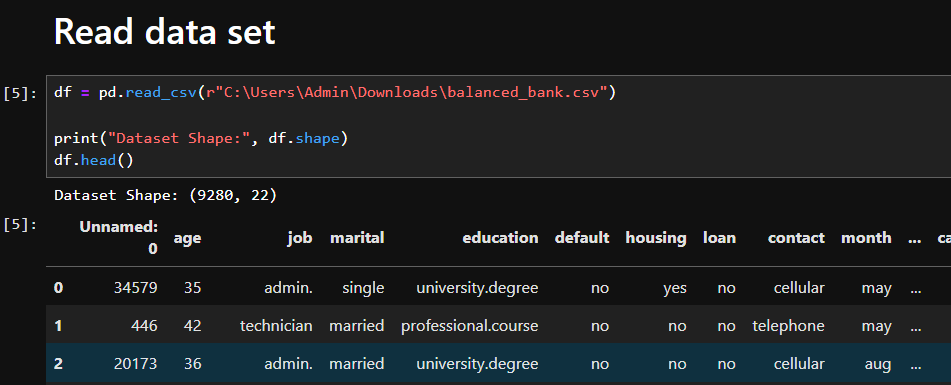 Read data set
[5]: df = pd.read_csv(r"C:\Users\Admin\Downloads\balanced_bank.csv")
print("Dataset Shape:", df.shape)
df.head()
Dataset Shape: (9280, 22)
[5]: Unnamed: 0 age job marital education default housing loan contact month ... ca
0 34579 35 admin. single university.degree no yes no cellular may ...
1 446 42 technician married professional.course no no no telephone may ...
2 20173 36 admin. married university.degree no no no cellular aug ...